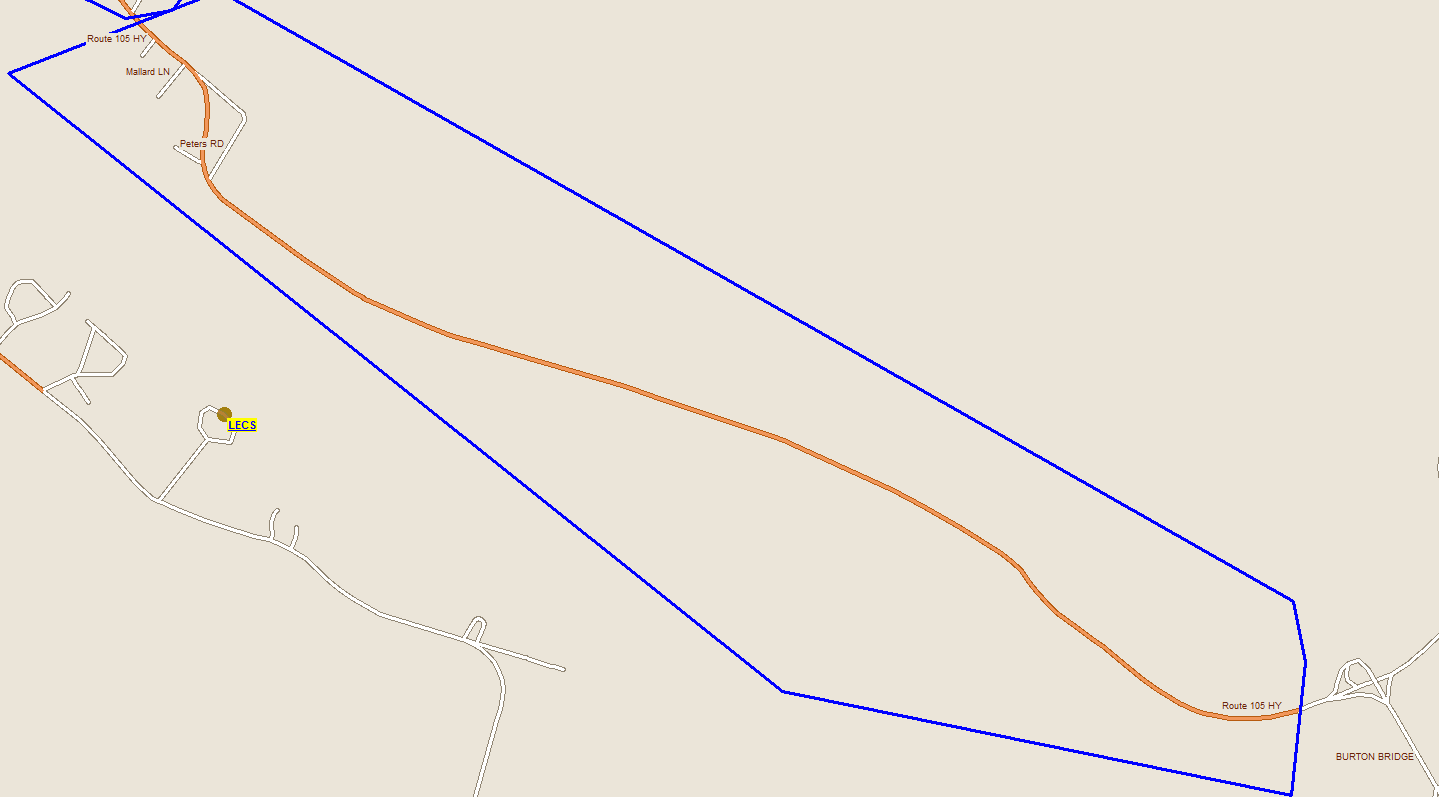 Route 105 HY
Mallard LN
Peters RD
LECS
Route 105 HY
BURTON BRIDGE